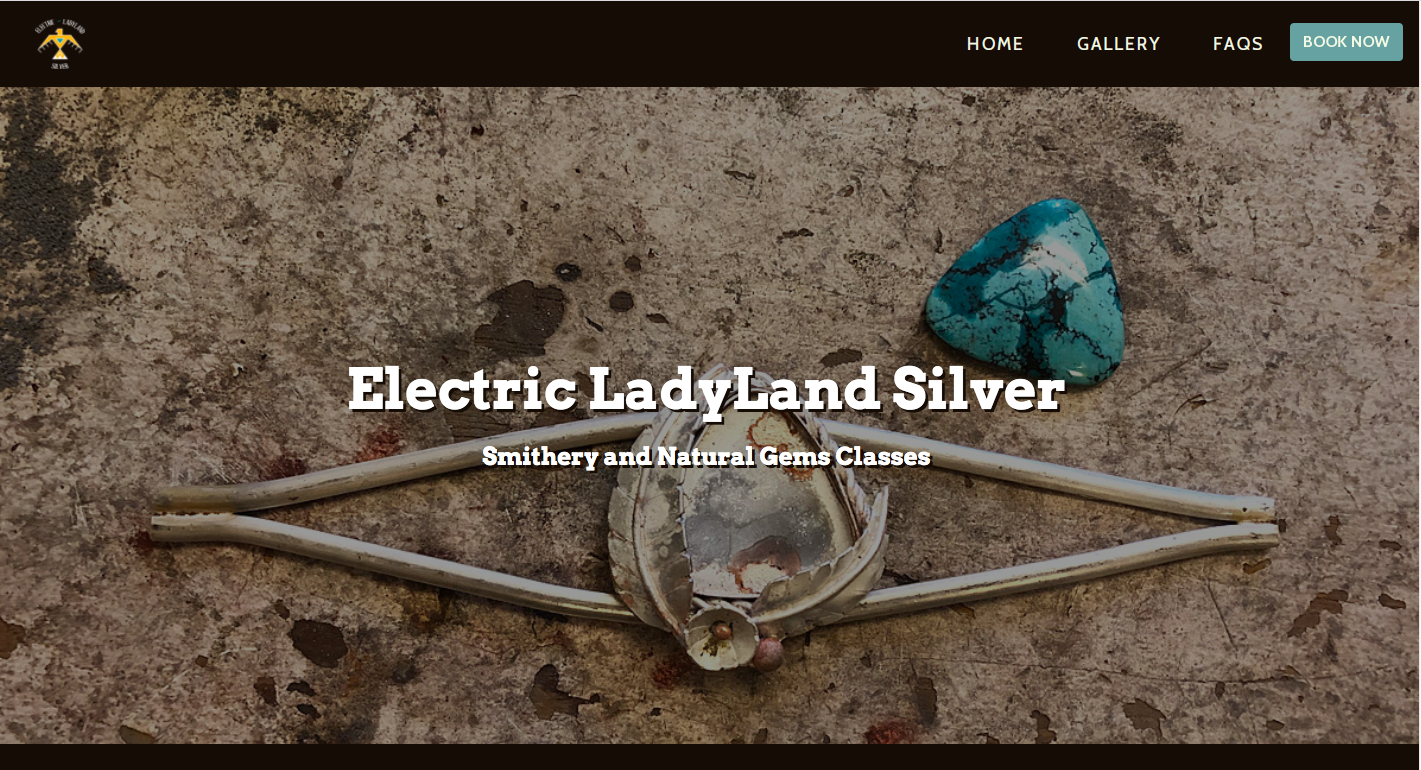 ELECTRIC LADYLAND
SILVER
HOME
GALLERY
FAQS
BOOK NOW
Electric LadyLand Silver
Smithery and Natural Gems Classes